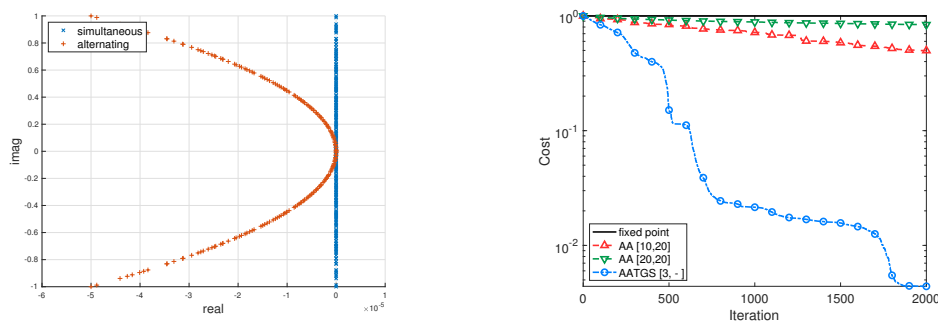 simultaneous
alternating
1
0.8
0.6
0.4
0.2
0
-0.2
-0.4
-0.6
-0.8
-1
imag
-6 -5 -4 -3 -2 -1 0 1
real
×10^-5
10^0
10^-1
10^-2
Cost
fixed point
AA [10,20]
AA [20,20]
AATGS [3, - ]
0 500 1000 1500 2000
Iteration